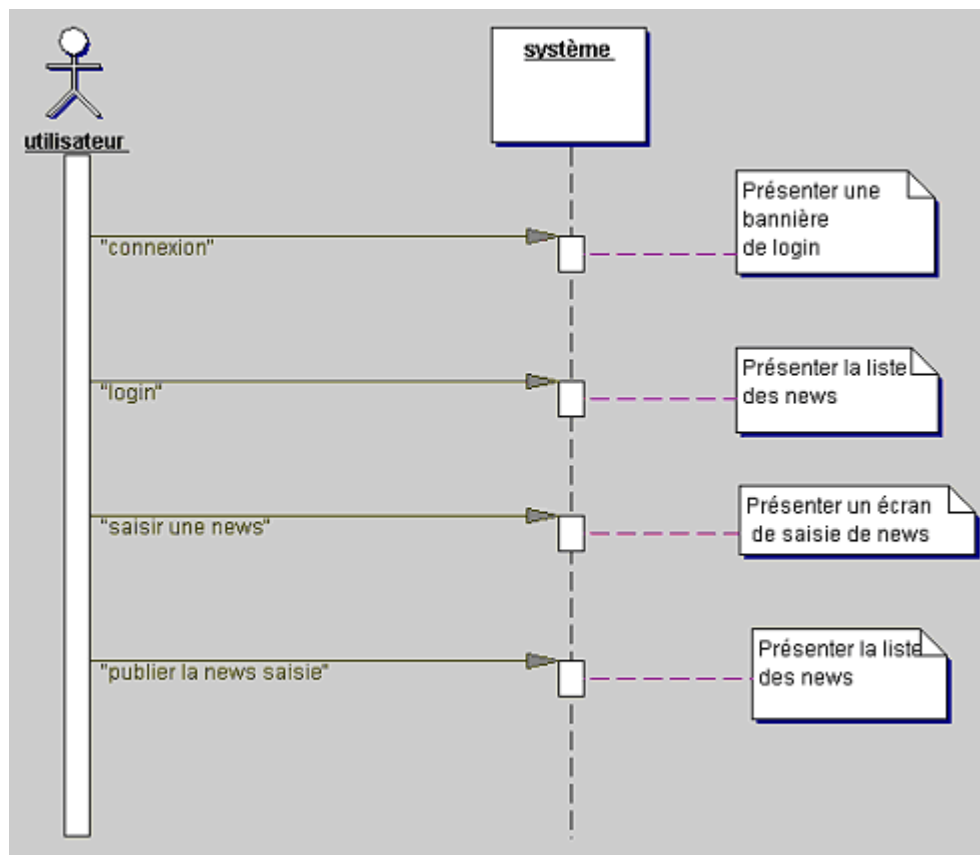 système
utilisateur
Présenter une
bannière
de login
"connexion"
Présenter la liste
des news
"login"
Présenter un écran
de saisie de news
"saisir une news"
Présenter la liste
des news
"publier la news saisie"